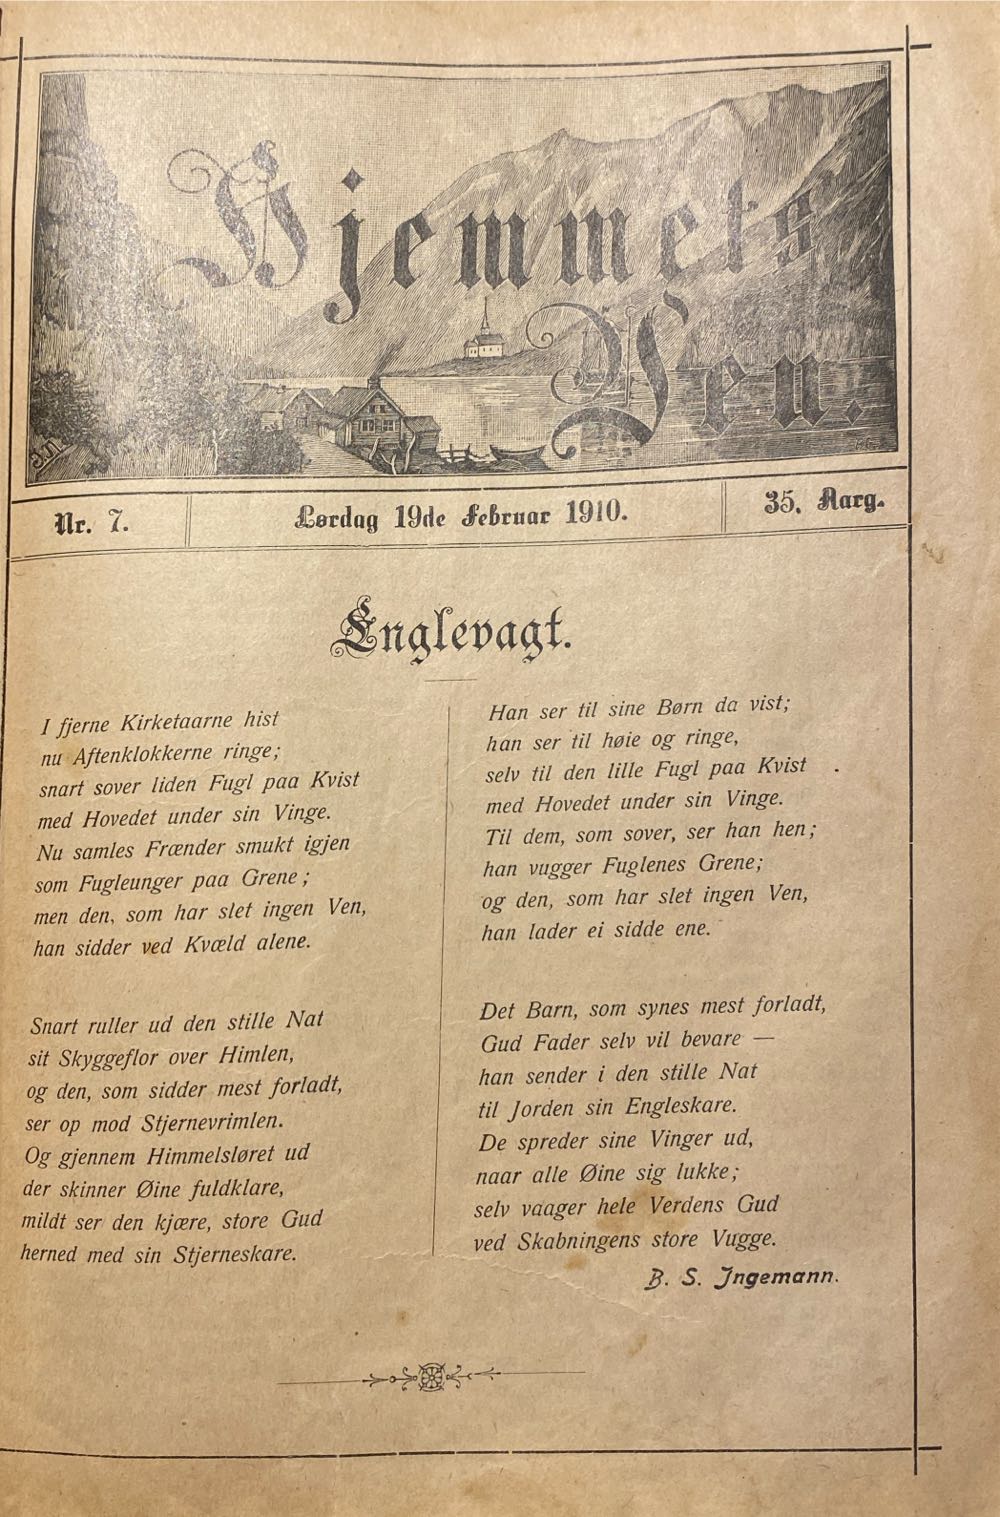 Hjemmets
Ven.
Nr. 7.
Lørdag 19de Februar 1910.
35. Aarg.
Englevagt.
I fjerne Kirketaarne hist
nu Aftenklokkerne ringe;
snart sover liden Fugl paa Kvist
med Hovedet under sin Vinge.
Nu samles Frænder smukt igjen
som Fugleunger paa Grene;
men den, som har slet ingen Ven,
han sidder ved Kvæld alene.
Snart ruller ud den stille Nat
sit Skyggeflor over Himlen,
og den, som sidder mest forladt,
ser op mod Stjernevrimlen.
Og gjennem Himmelsløret ud
der skinner Øine fuldklare,
mildt ser den kjære, store Gud
herned med sin Stjerneskare.
Han ser til sine Børn da vist;
han ser til høie og ringe,
selv til den lille Fugl paa Kvist
med Hovedet under sin Vinge.
Til dem, som sover, ser han hen;
han vugger Fuglenes Grene;
og den, som har slet ingen Ven,
han lader ei sidde ene.
Det Barn, som synes mest forladt,
Gud Fader selv vil bevare —
han sender i den stille Nat
til Jorden sin Engleskare.
De spreder sine Vinger ud,
naar alle Øine sig lukke;
selv vaager hele Verdens Gud
ved Skabningens store Vugge.
B. S. Ingemann.